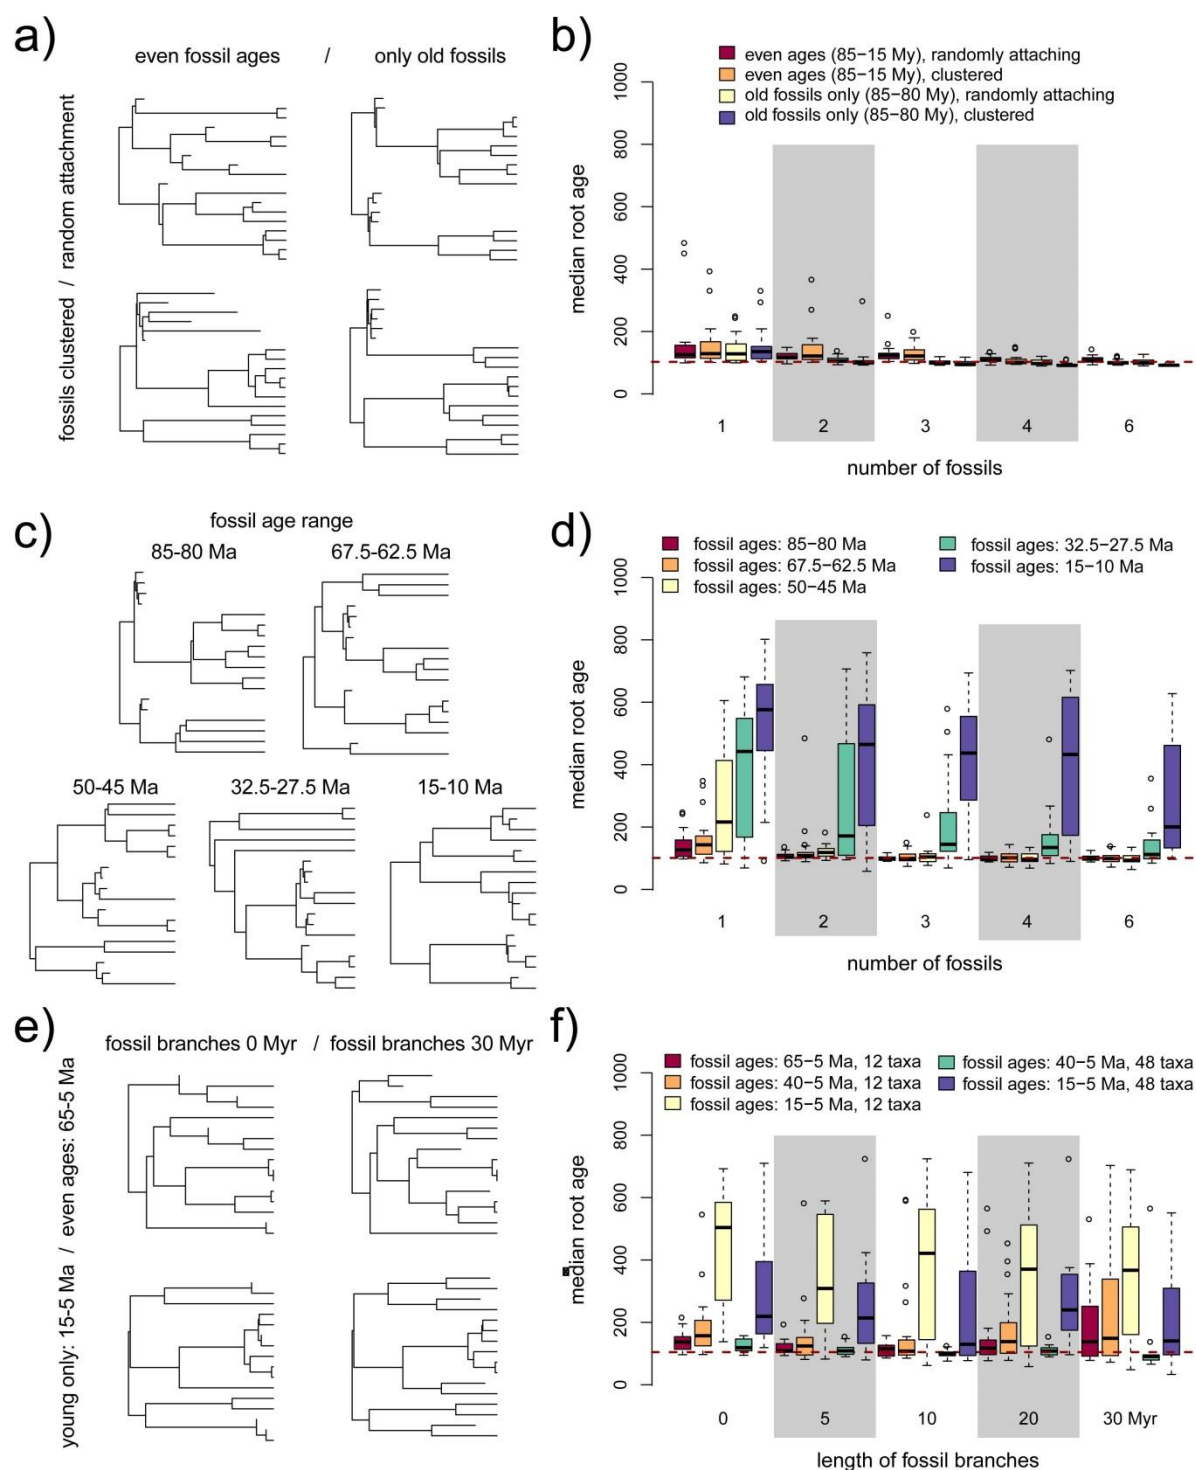 a)
even fossil ages / only old fossils
fossils clustered / random attachment
b)
even ages (85−15 My), randomly attaching
even ages (85−15 My), clustered
old fossils only (85−80 My), randomly attaching
old fossils only (85−80 My), clustered
median root age
1000
800
600
400
200
0
1 2 3 4 6
number of fossils
c)
fossil age range
85-80 Ma 67.5-62.5 Ma
50-45 Ma 32.5-27.5 Ma 15-10 Ma
d)
fossil ages: 85−80 Ma
fossil ages: 67.5−62.5 Ma
fossil ages: 50−45 Ma
fossil ages: 32.5−27.5 Ma
fossil ages: 15−10 Ma
median root age
1000
800
600
400
200
0
1 2 3 4 6
number of fossils
e)
fossil branches 0 Myr / fossil branches 30 Myr
young only: 15-5 Ma / even ages: 65-5 Ma
f)
fossil ages: 65−5 Ma, 12 taxa
fossil ages: 40−5 Ma, 12 taxa
fossil ages: 15−5 Ma, 12 taxa
fossil ages: 40−5 Ma, 48 taxa
fossil ages: 15−5 Ma, 48 taxa
median root age
1000
800
600
400
200
0
0 5 10 20 30 Myr
length of fossil branches